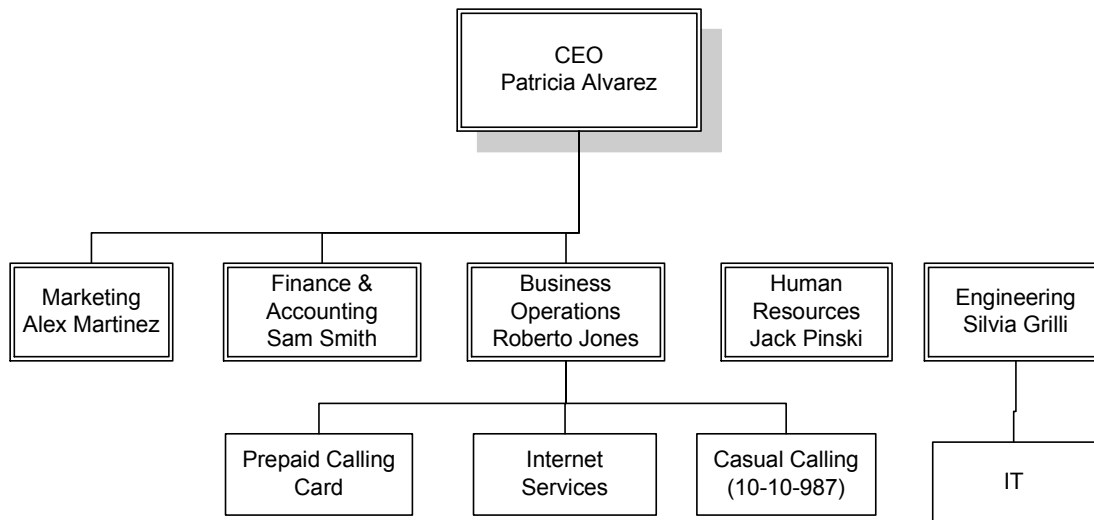 CEO
Patricia Alvarez
Marketing
Alex Martinez
Finance &
Accounting
Sam Smith
Business
Operations
Roberto Jones
Human
Resources
Jack Pinski
Engineering
Silvia Grilli
Prepaid Calling
Card
Internet
Services
Casual Calling
(10-10-987)
IT